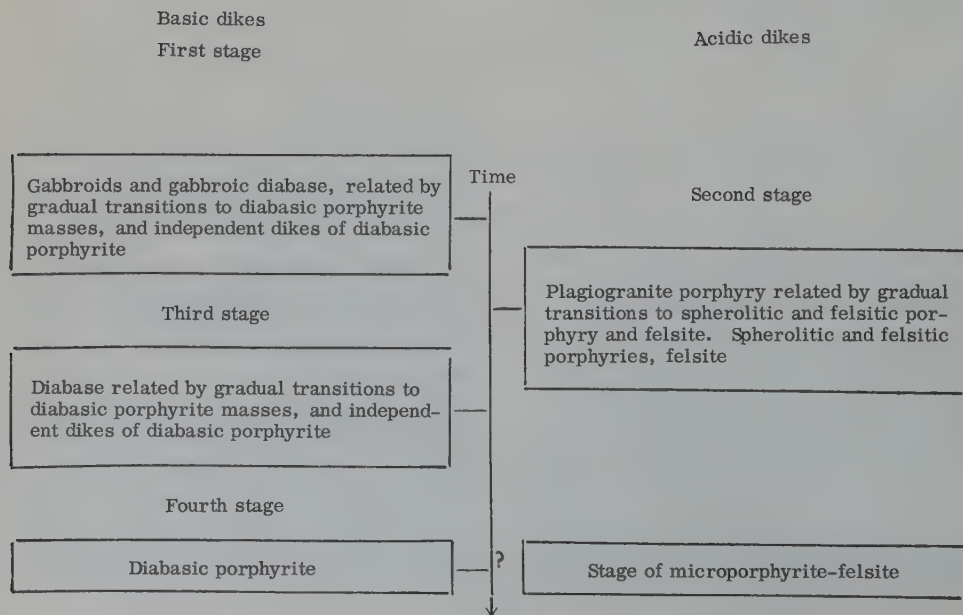 Basic dikes
First stage
Acidic dikes
Gabbroids and gabbroic diabase, related by
gradual transitions to diabasic porphyrite
masses, and independent dikes of diabasic
porphyrite
Time
Second stage
Plagiogranite porphyry related by gradual
transitions to spherolitic and felsitic por-
phyry and felsite. Spherolitic and felsitic
porphyries, felsite
Third stage
Diabase related by gradual transitions to
diabasic porphyrite masses, and independ-
ent dikes of diabasic porphyrite
Fourth stage
Diabasic porphyrite
?
Stage of microporphyrite-felsite